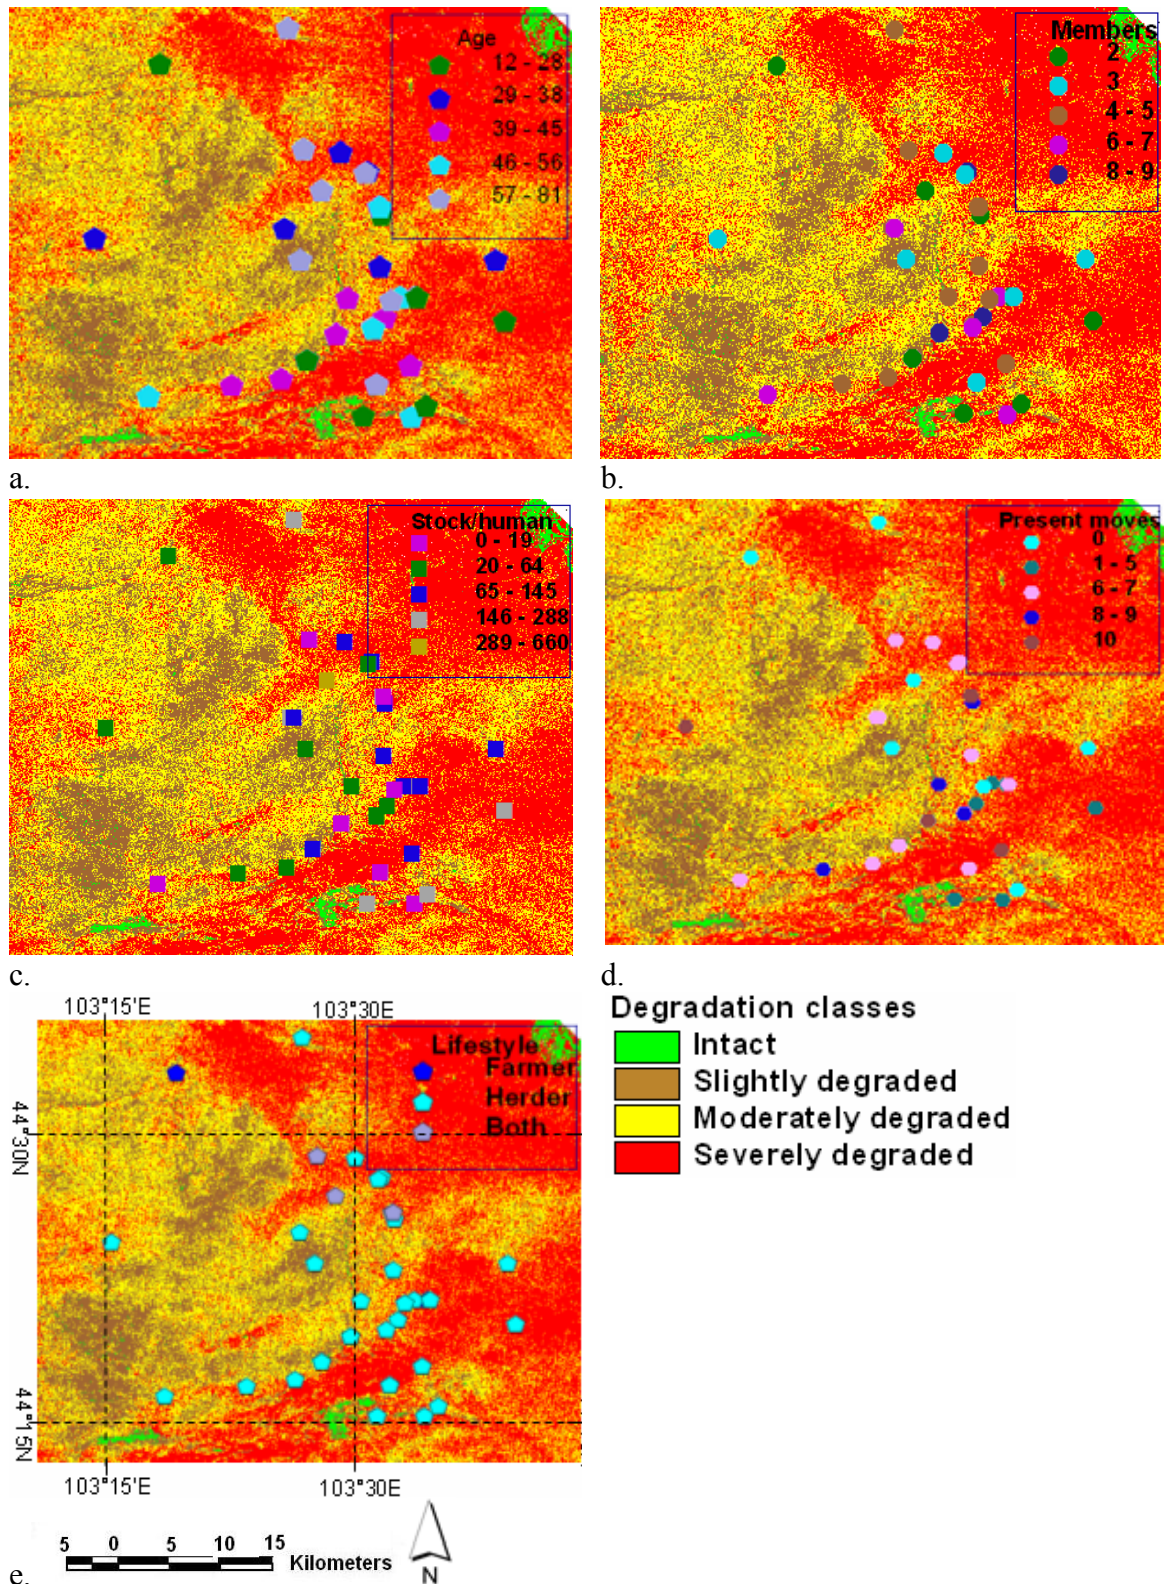 Age
12 - 28
29 - 38
39 - 45
46 - 56
57 - 81
Members
2
3
4 - 5
6 - 7
8 - 9
a.
b.
Stock/human
0 - 19
20 - 64
65 - 145
146 - 288
289 - 660
Present moves
0
1 - 5
6 - 7
8 - 9
10
c.
d.
103°15'E
103°30'E
Lifestyle
Farmer
Herder
Both
44°30N
44°15N
103°15'E
103°30'E
Degradation classes
Intact
Slightly degraded
Moderately degraded
Severely degraded
5 0 5 10 15
Kilometers
N
e.